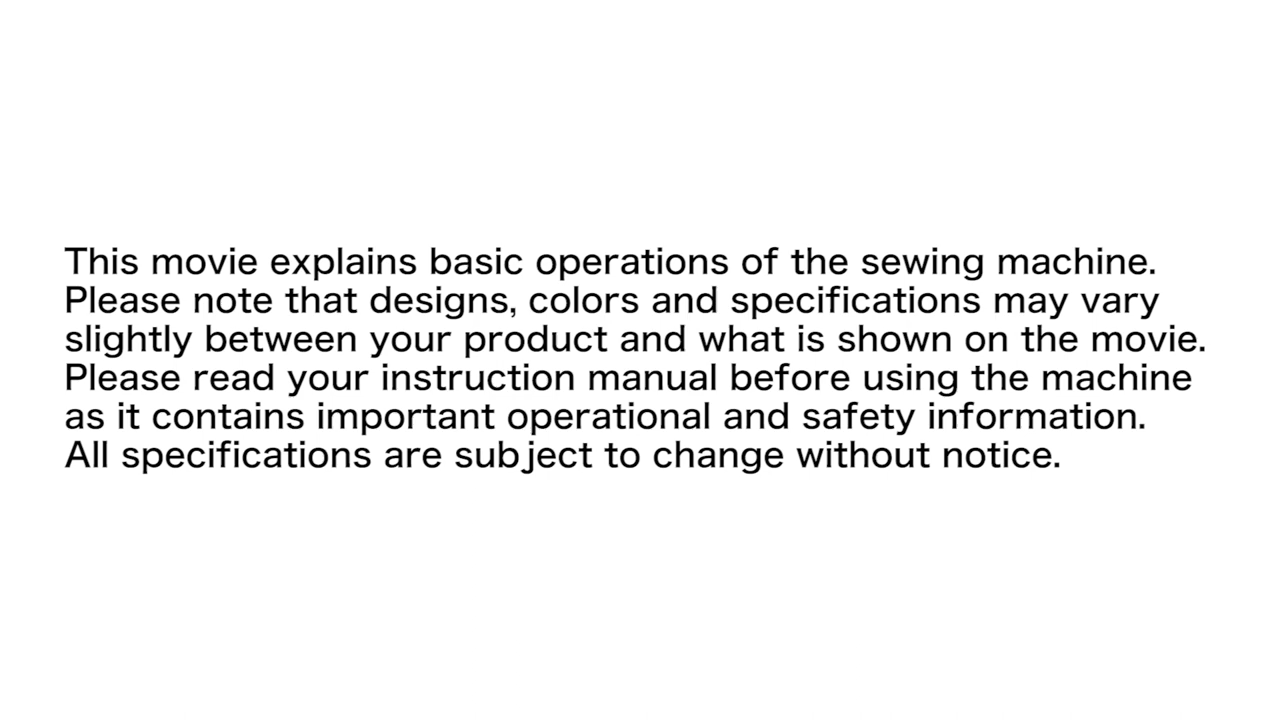 This movie explains basic operations of the sewing machine.
Please note that designs, colors and specifications may vary
slightly between your product and what is shown on the movie.
Please read your instruction manual before using the machine
as it contains important operational and safety information.
All specifications are subject to change without notice.